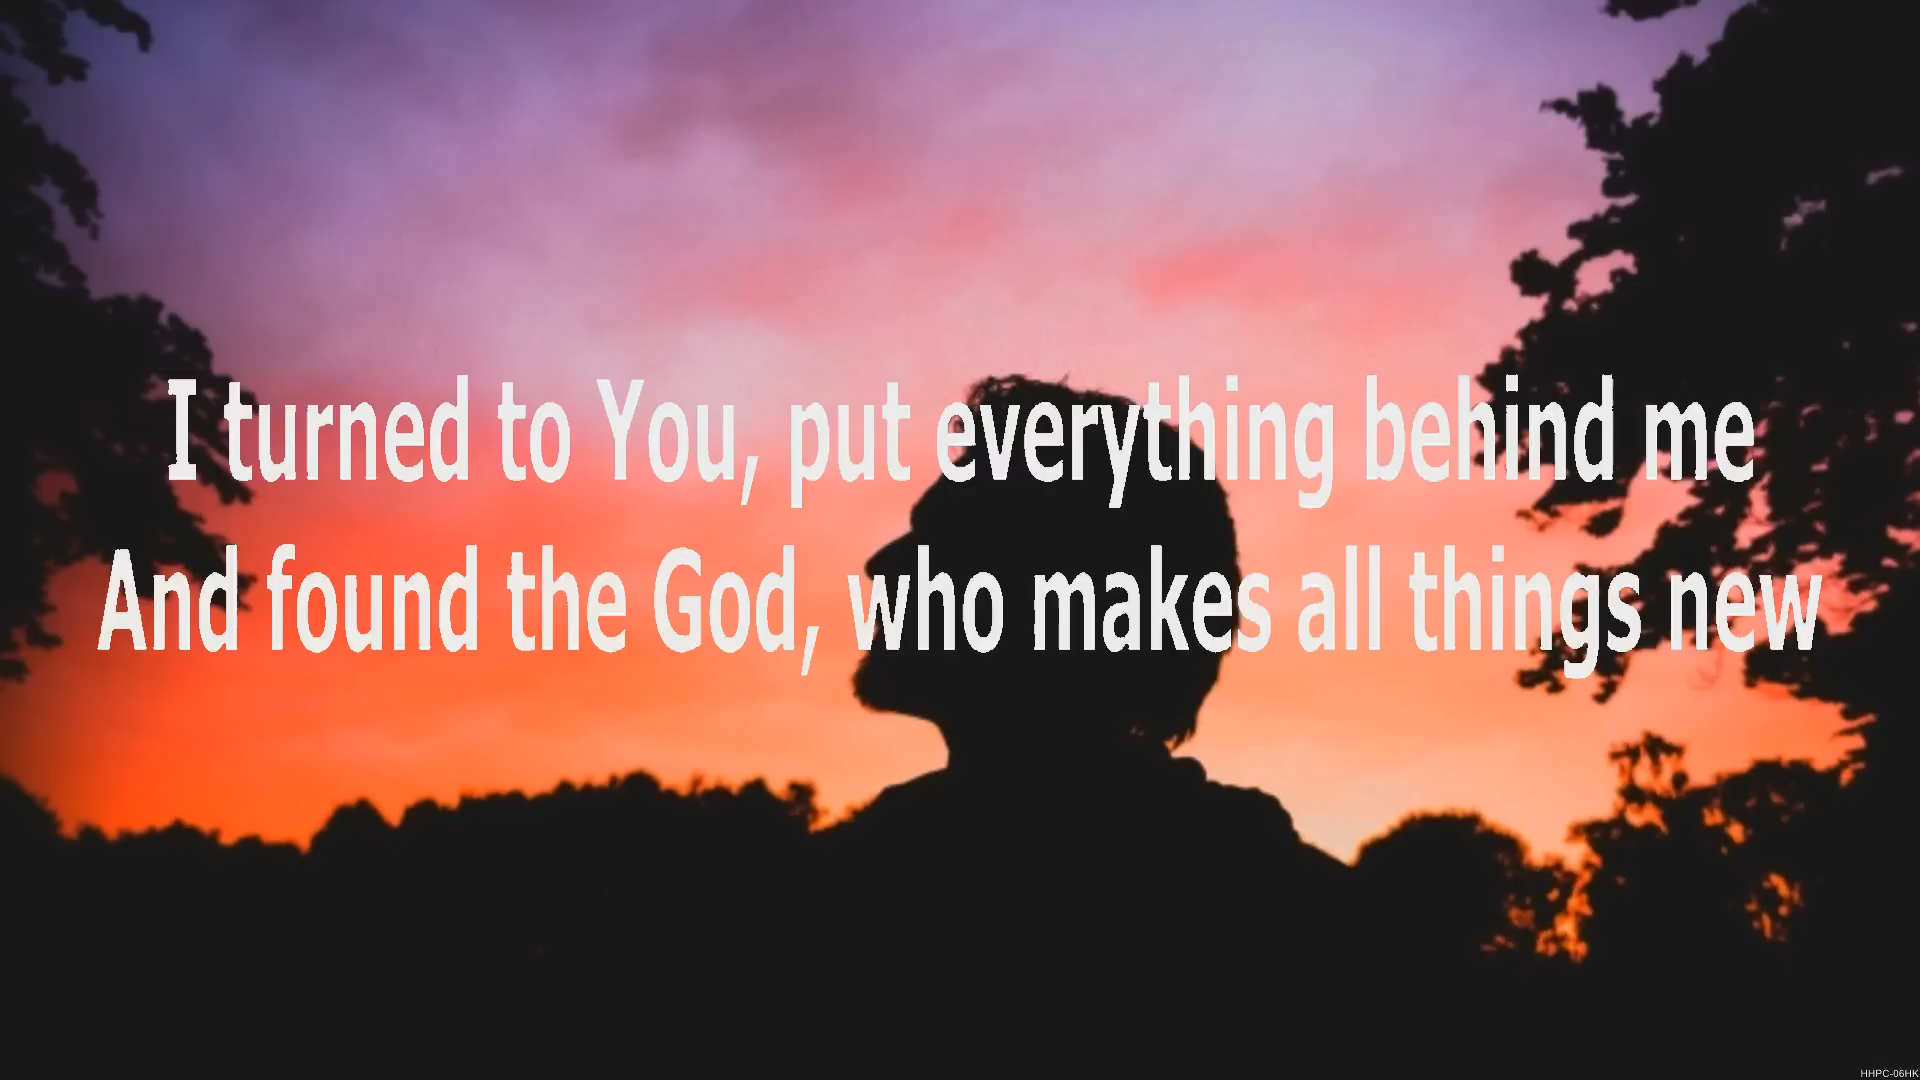 I turned to You, put everything behind me
And found the God, who makes all things new
HHPC-06HK